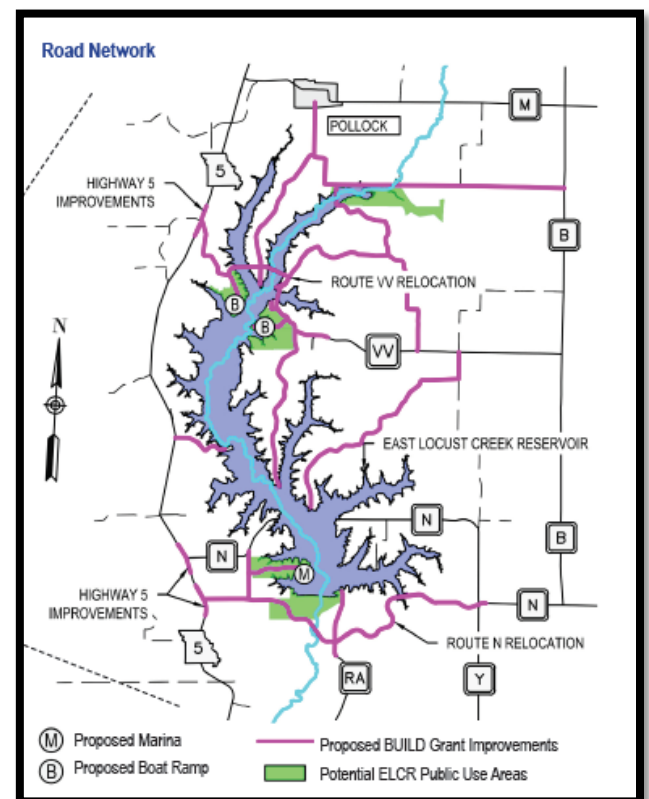 Road Network
M
POLLOCK
5
HIGHWAY 5
IMPROVEMENTS
B
ROUTE VV RELOCATION
B
B
N
VV
EAST LOCUST CREEK RESERVOIR
N
B
N
M
HIGHWAY 5
IMPROVEMENTS
N
ROUTE N RELOCATION
5
RA
Y
M Proposed Marina
Proposed BUILD Grant Improvements
B Proposed Boat Ramp
Potential ELCR Public Use Areas